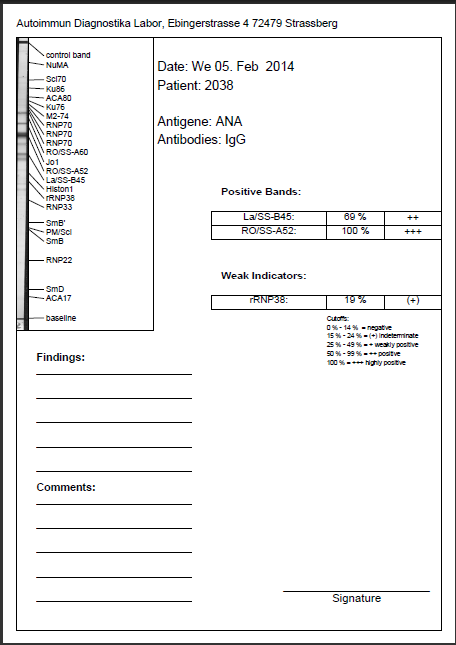 Autoimmun Diagnostika Labor, Ebingerstrasse 4 72479 Strassberg
control band
NuMA
Scl70
Ku86
ACA80
Ku76
M2-74
RNP70
RNP70
RNP70
RO/SS-A60
Jo1
RO/SS-A52
La/SS-B45
Histon1
rRNP38
RNP33
SmB'
PM/Scl
SmB
RNP22
SmD
ACA17
baseline
Date: We 05. Feb 2014
Patient: 2038
Antigene: ANA
Antibodies: IgG
Positive Bands:
La/SS-B45: 69 % ++
RO/SS-A52: 100 % +++
Weak Indicators:
rRNP38: 19 % (+)
Cutoffs:
0 % - 14 % = negative
15 % - 24 % = (+) indeterminate
25 % - 49 % = + weakly positive
50 % - 99 % = ++ positive
100 % = +++ highly positive
Findings:
Comments:
Signature